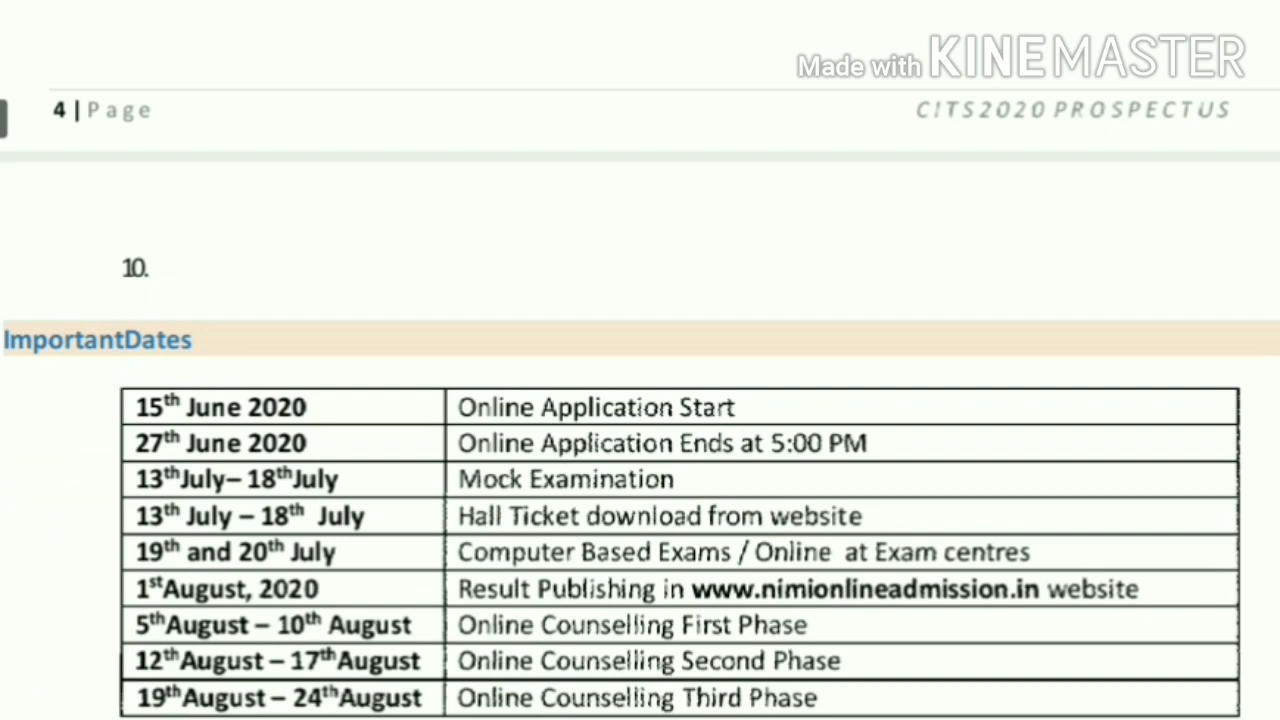 Made with KINEMASTER
4 | Page
CITS2020 PROSPECTUS
10.
ImportantDates
15th June 2020 Online Application Start
27th June 2020 Online Application Ends at 5:00 PM
13thJuly– 18thJuly Mock Examination
13th July – 18th July Hall Ticket download from website
19th and 20th July Computer Based Exams / Online at Exam centres
1stAugust, 2020 Result Publishing in www.nimionlineadmission.in website
5thAugust – 10th August Online Counselling First Phase
12thAugust – 17thAugust Online Counselling Second Phase
19thAugust – 24thAugust Online Counselling Third Phase